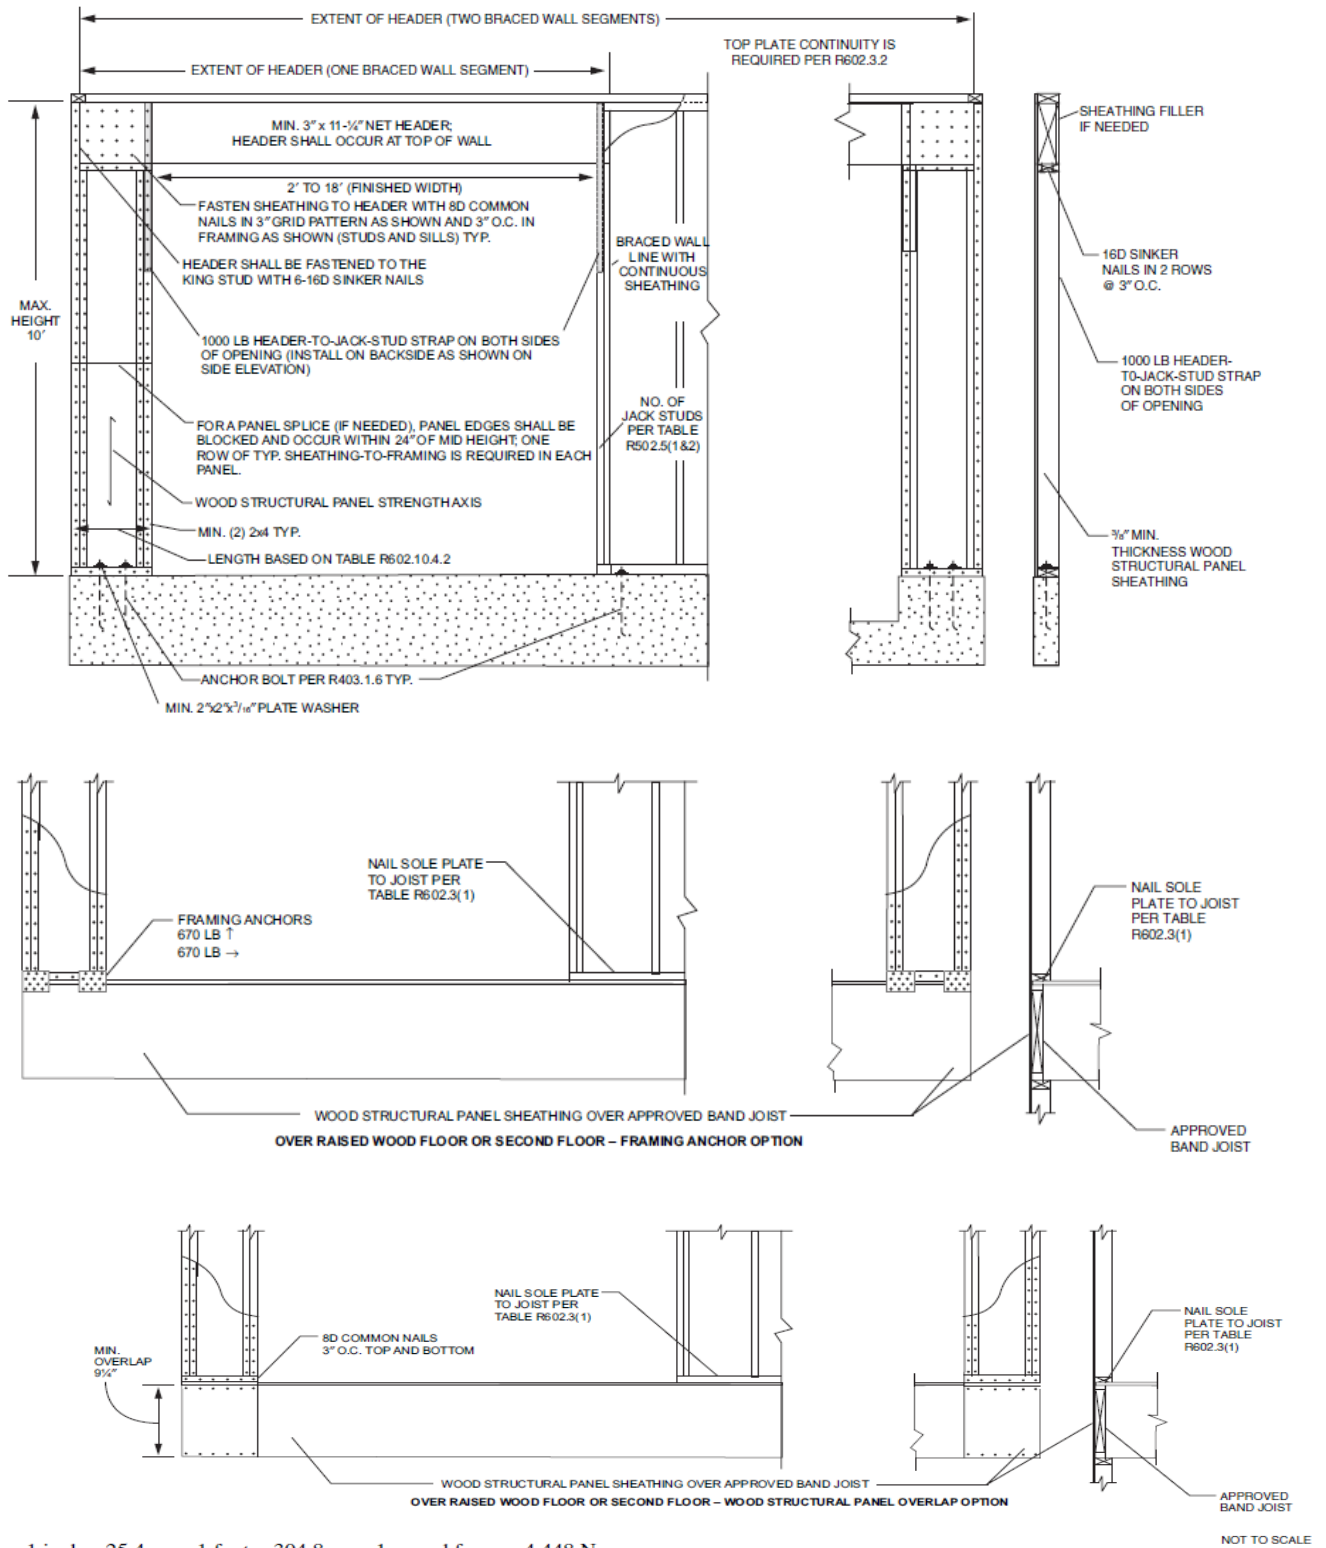 EXTENT OF HEADER (TWO BRACED WALL SEGMENTS)
TOP PLATE CONTINUITY IS
REQUIRED PER R602.3.2
EXTENT OF HEADER (ONE BRACED WALL SEGMENT)
SHEATHING FILLER
IF NEEDED
MIN. 3" x 11-¼" NET HEADER;
HEADER SHALL OCCUR AT TOP OF WALL
2' TO 18' (FINISHED WIDTH)
FASTEN SHEATHING TO HEADER WITH 8D COMMON
NAILS IN 3" GRID PATTERN AS SHOWN AND 3" O.C. IN
FRAMING AS SHOWN (STUDS AND SILLS) TYP.
HEADER SHALL BE FASTENED TO THE
KING STUD WITH 6-16D SINKER NAILS
BRACED WALL
LINE WITH
CONTINUOUS
SHEATHING
16D SINKER
NAILS IN 2 ROWS
@ 3" O.C.
MAX.
HEIGHT
10'
1000 LB HEADER-TO-JACK-STUD STRAP ON BOTH SIDES
OF OPENING (INSTALL ON BACKSIDE AS SHOWN ON
SIDE ELEVATION)
1000 LB HEADER-
TO-JACK-STUD STRAP
ON BOTH SIDES
OF OPENING
FOR A PANEL SPLICE (IF NEEDED), PANEL EDGES SHALL BE
BLOCKED AND OCCUR WITHIN 24" OF MID HEIGHT; ONE
ROW OF TYP. SHEATHING-TO-FRAMING IS REQUIRED IN EACH
PANEL.
NO. OF
JACK STUDS
PER TABLE
R502.5(1&2)
WOOD STRUCTURAL PANEL STRENGTH AXIS
MIN. (2) 2x4 TYP.
LENGTH BASED ON TABLE R602.10.4.2
⅜" MIN.
THICKNESS WOOD
STRUCTURAL PANEL
SHEATHING
ANCHOR BOLT PER R403.1.6 TYP.
MIN. 2"x2"x³/₁₆" PLATE WASHER
NAIL SOLE PLATE
TO JOIST PER
TABLE R602.3(1)
NAIL SOLE
PLATE TO JOIST
PER TABLE
R602.3(1)
FRAMING ANCHORS
670 LB ↑
670 LB →
WOOD STRUCTURAL PANEL SHEATHING OVER APPROVED BAND JOIST
OVER RAISED WOOD FLOOR OR SECOND FLOOR – FRAMING ANCHOR OPTION
APPROVED
BAND JOIST
NAIL SOLE PLATE
TO JOIST PER
TABLE R602.3(1)
NAIL SOLE
PLATE TO JOIST
PER TABLE
R602.3(1)
8D COMMON NAILS
3" O.C. TOP AND BOTTOM
MIN.
OVERLAP
9¼"
WOOD STRUCTURAL PANEL SHEATHING OVER APPROVED BAND JOIST
OVER RAISED WOOD FLOOR OR SECOND FLOOR – WOOD STRUCTURAL PANEL OVERLAP OPTION
APPROVED
BAND JOIST
NOT TO SCALE